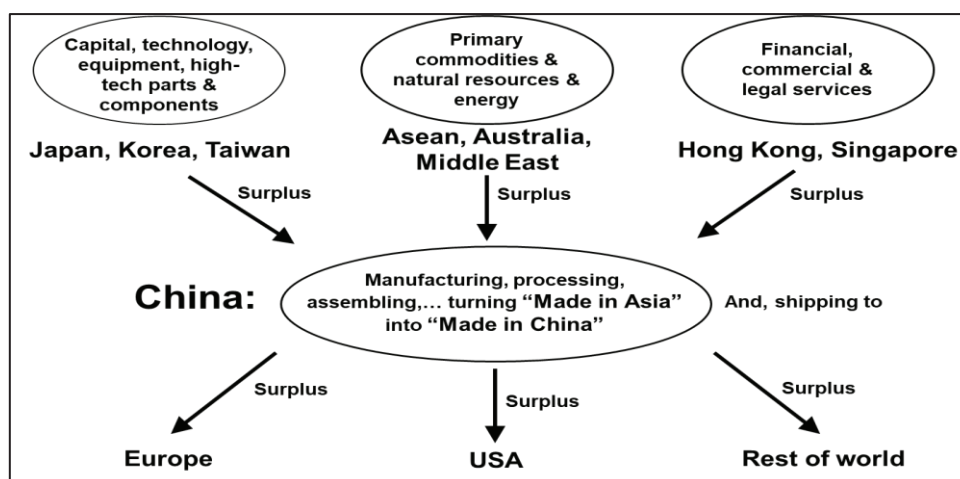 Capital, technology,
equipment, high-
tech parts &
components
Primary
commodities &
natural resources &
energy
Financial,
commercial &
legal services
Japan, Korea, Taiwan
Asean, Australia,
Middle East
Hong Kong, Singapore
Surplus
Surplus
Surplus
China:
Manufacturing, processing,
assembling,... turning “Made in Asia”
into “Made in China”
And, shipping to
Surplus
Surplus
Surplus
Europe
USA
Rest of world